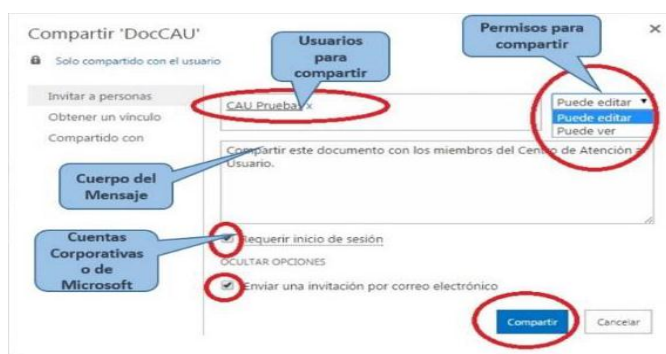 Compartir 'DocCAU'
Solo compartido con el usuario
Usuarios
para
compartir
Permisos para
compartir
×
Invitar a personas
Obtener un vínculo
Compartido con
CAU Pruebas x
Puede editar
Puede editar
Puede ver
Compartir este documento con los miembros del Centro de Atención a
Usuario.
Cuerpo del
Mensaje
Cuentas
Corporativas
o de
Microsoft
Requerir inicio de sesión
OCULTAR OPCIONES
Enviar una invitación por correo electrónico
Compartir
Cancelar